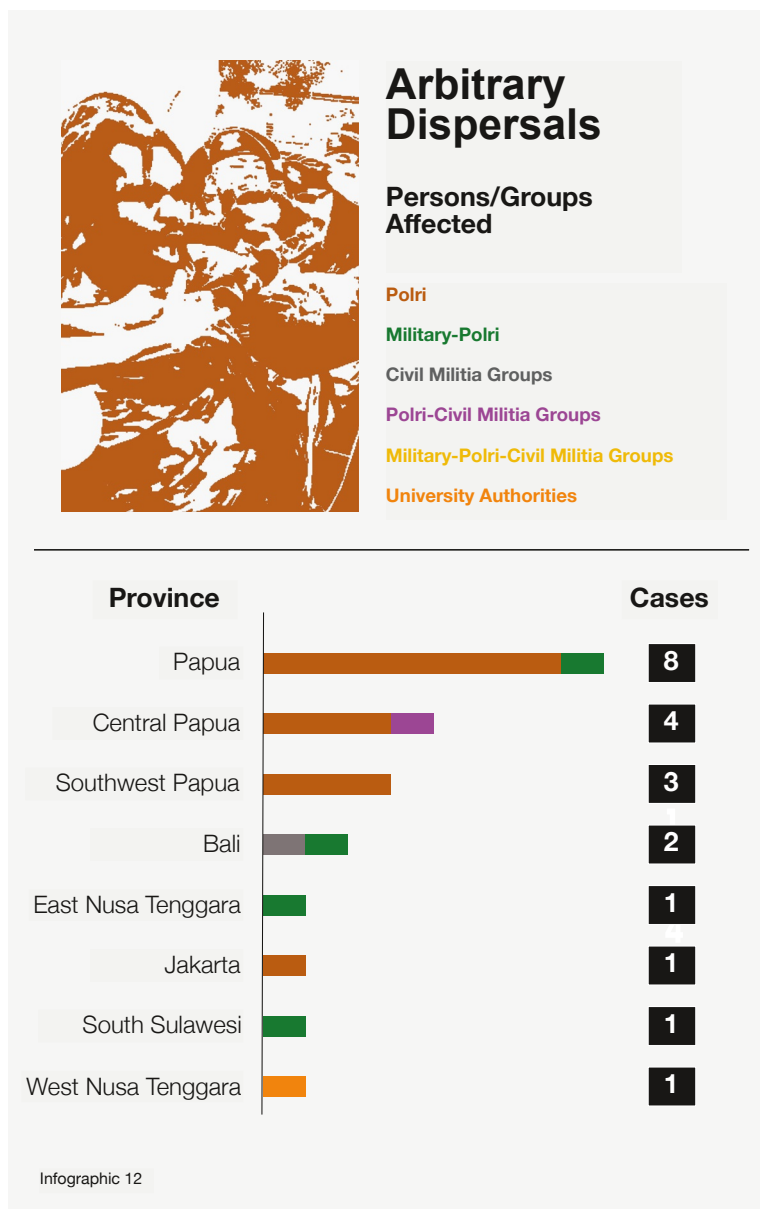 Arbitrary
Dispersals
Persons/Groups
Affected
Polri
Military-Polri
Civil Militia Groups
Polri-Civil Militia Groups
Military-Polri-Civil Militia Groups
University Authorities
Province Cases
Papua 8
Central Papua 4
Southwest Papua 3
1
Bali 2
East Nusa Tenggara 1
4
Jakarta 1
South Sulawesi 1
West Nusa Tenggara 1
Infographic 12